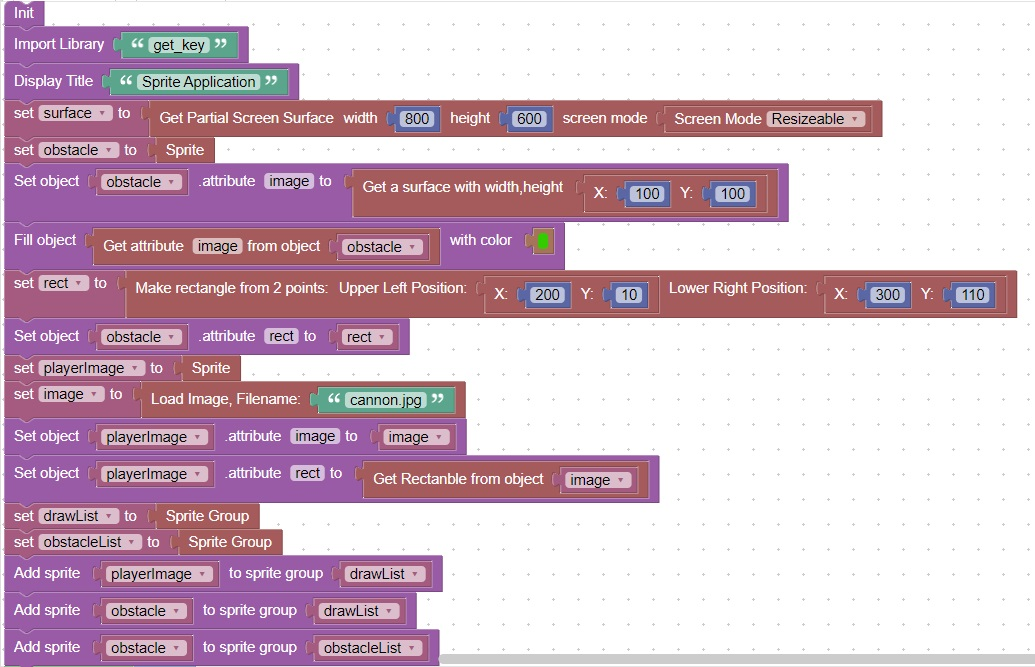 Init
Import Library “ get_key ”
Display Title “ Sprite Application ”
set surface to Get Partial Screen Surface width 800 height 600 screen mode Screen Mode Resizeable
set obstacle to Sprite
Set object obstacle .attribute image to Get a surface with width,height X: 100 Y: 100
Fill object Get attribute image from object obstacle with color
set rect to Make rectangle from 2 points: Upper Left Position: X: 200 Y: 10 Lower Right Position: X: 300 Y: 110
Set object obstacle .attribute rect to rect
set playerImage to Sprite
set image to Load Image, Filename: “ cannon.jpg ”
Set object playerImage .attribute image to image
Set object playerImage .attribute rect to Get Rectanble from object image
set drawList to Sprite Group
set obstacleList to Sprite Group
Add sprite playerImage to sprite group drawList
Add sprite obstacle to sprite group drawList
Add sprite obstacle to sprite group obstacleList